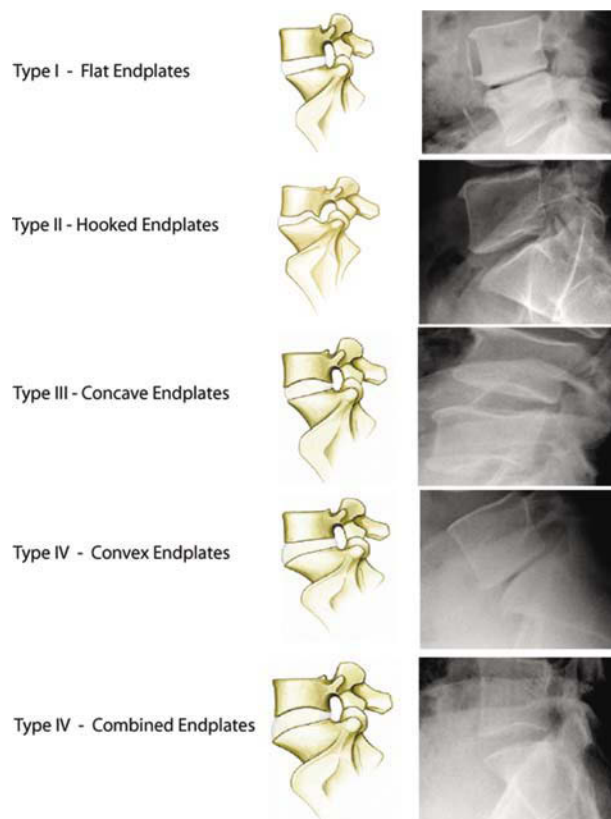 Type I - Flat Endplates
Type II - Hooked Endplates
Type III - Concave Endplates
Type IV - Convex Endplates
Type IV - Combined Endplates